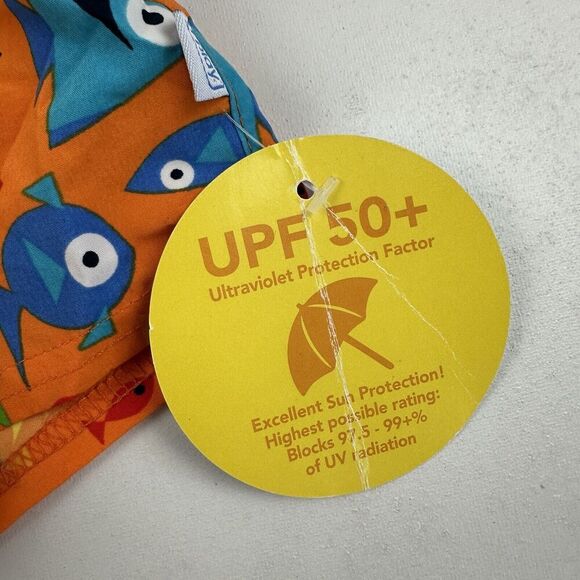 UPF 50+
Ultraviolet Protection Factor
Excellent Sun Protection!
Highest possible rating:
Blocks 97.5 - 99+%
of UV radiation